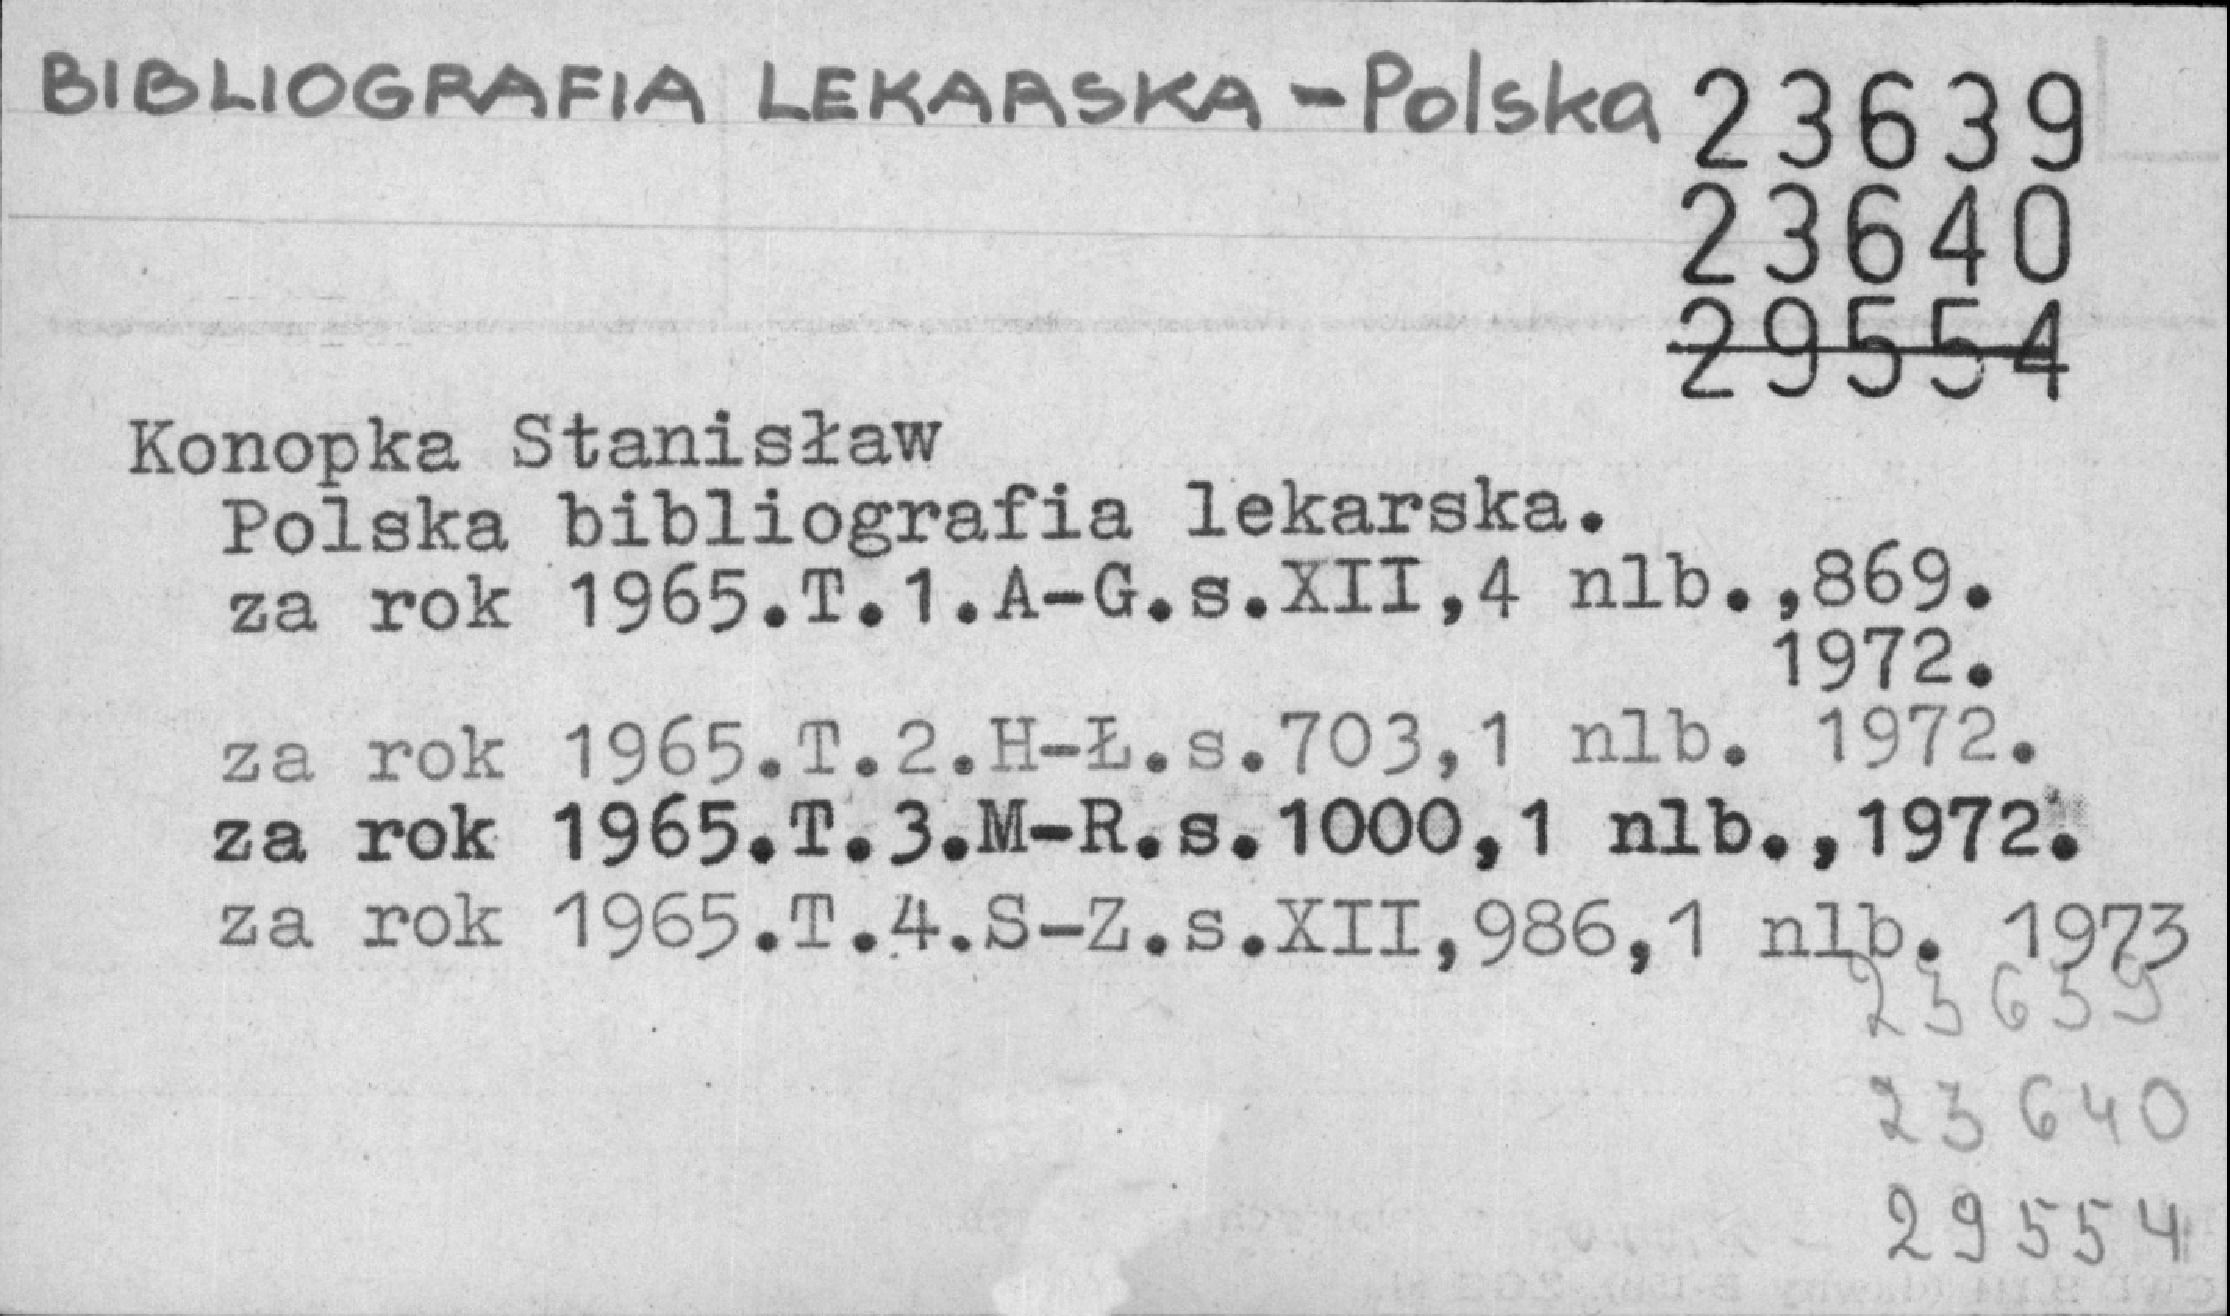 BIBLIOGRAFIA LEKARSKA - Polska
23639
23640
29554
Konopka Stanisław
Polska bibliografia lekarska.
za rok 1965.T.1.A-G.s.XII,4 nlb.,869.
1972.
za rok 1965.T.2.H-Ł.s.703,1 nlb. 1972.
za rok 1965.T.3.M-R.s.1000,1 nlb.,1972.
za rok 1965.T.4.S-Z.s.XII,986,1 nlb. 1973
23639
23640
29554